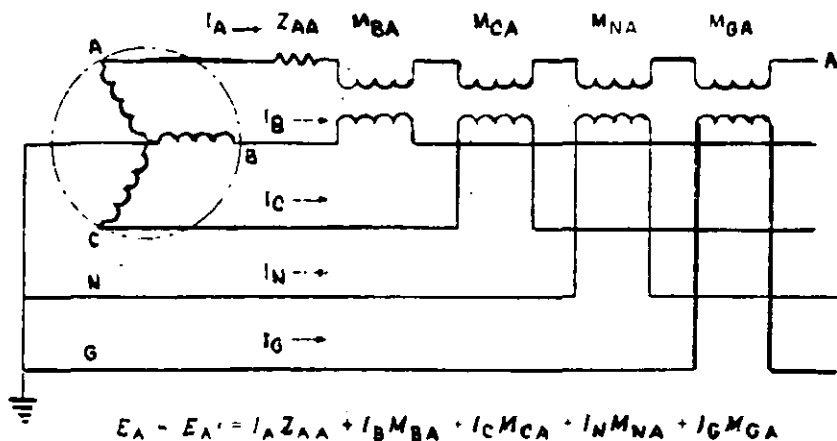 I_A → Z_AA M_BA M_CA M_NA M_GA
A A
I_B →
B
I_C →
C
I_N →
N
I_G →
G
E_A - E_A' = I_A Z_AA + I_B M_BA + I_C M_CA + I_N M_NA + I_G M_GA